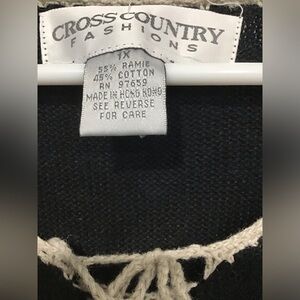 CROSS COUNTRY
FASHIONS
1X
55% RAMIE
45% COTTON
RN 97659
MADE IN HONG KONG
SEE REVERSE
FOR CARE